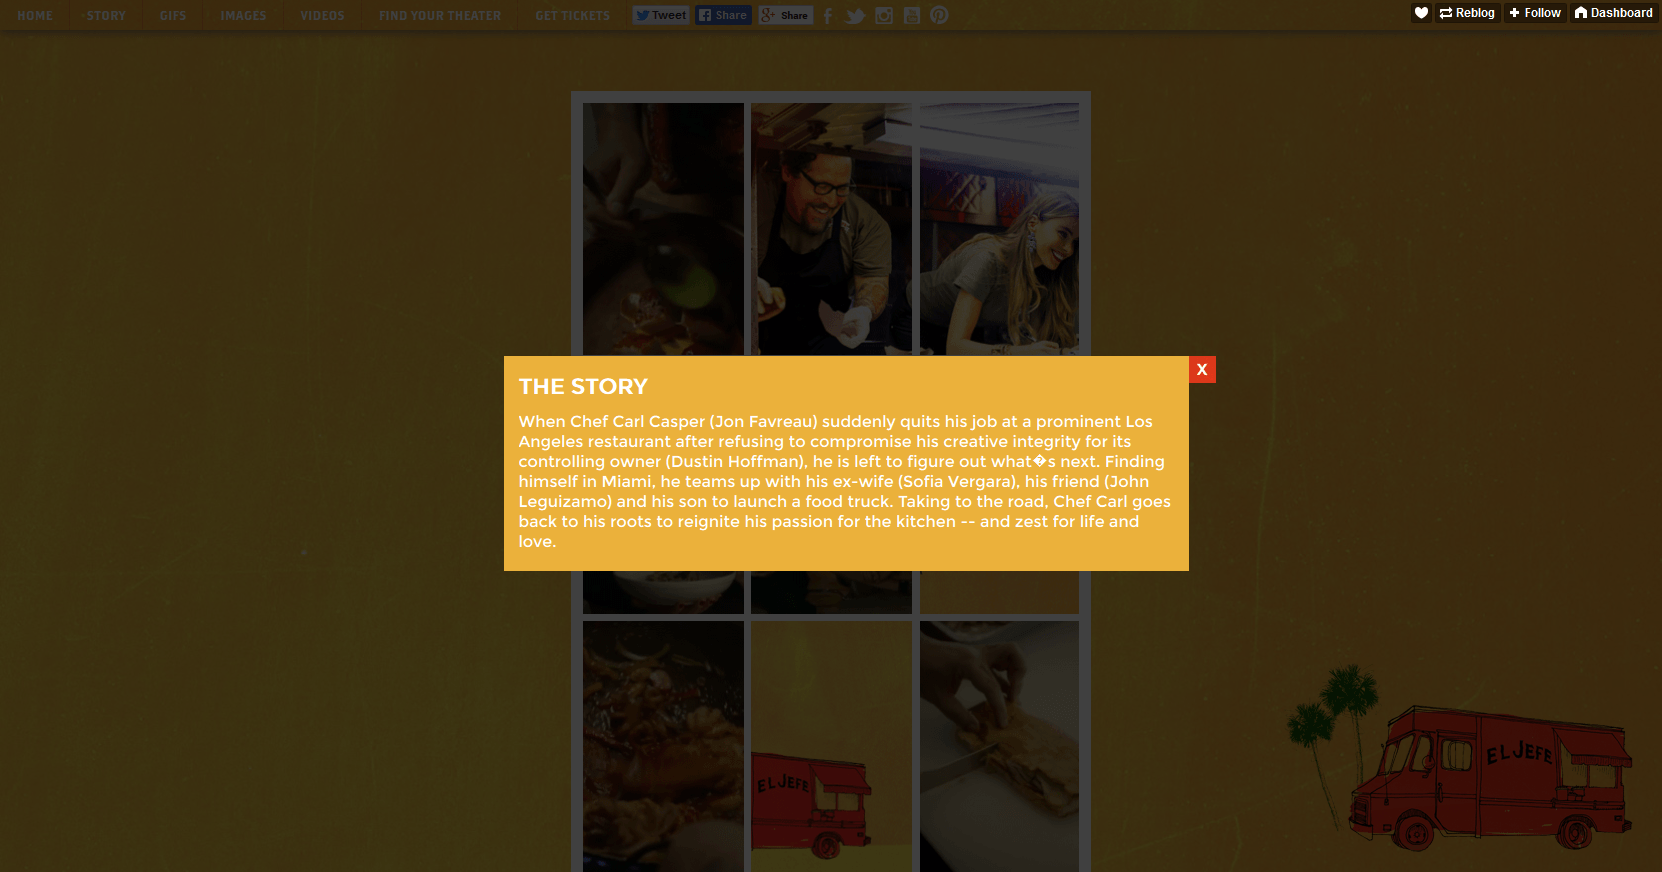 HOME STORY GIFS IMAGES VIDEOS FIND YOUR THEATER GET TICKETS Tweet Share Share Reblog Follow Dashboard
THE STORY X
When Chef Carl Casper (Jon Favreau) suddenly quits his job at a prominent Los
Angeles restaurant after refusing to compromise his creative integrity for its
controlling owner (Dustin Hoffman), he is left to figure out what�s next. Finding
himself in Miami, he teams up with his ex-wife (Sofia Vergara), his friend (John
Leguizamo) and his son to launch a food truck. Taking to the road, Chef Carl goes
back to his roots to reignite his passion for the kitchen -- and zest for life and
love.
EL JEFE
EL JEFE